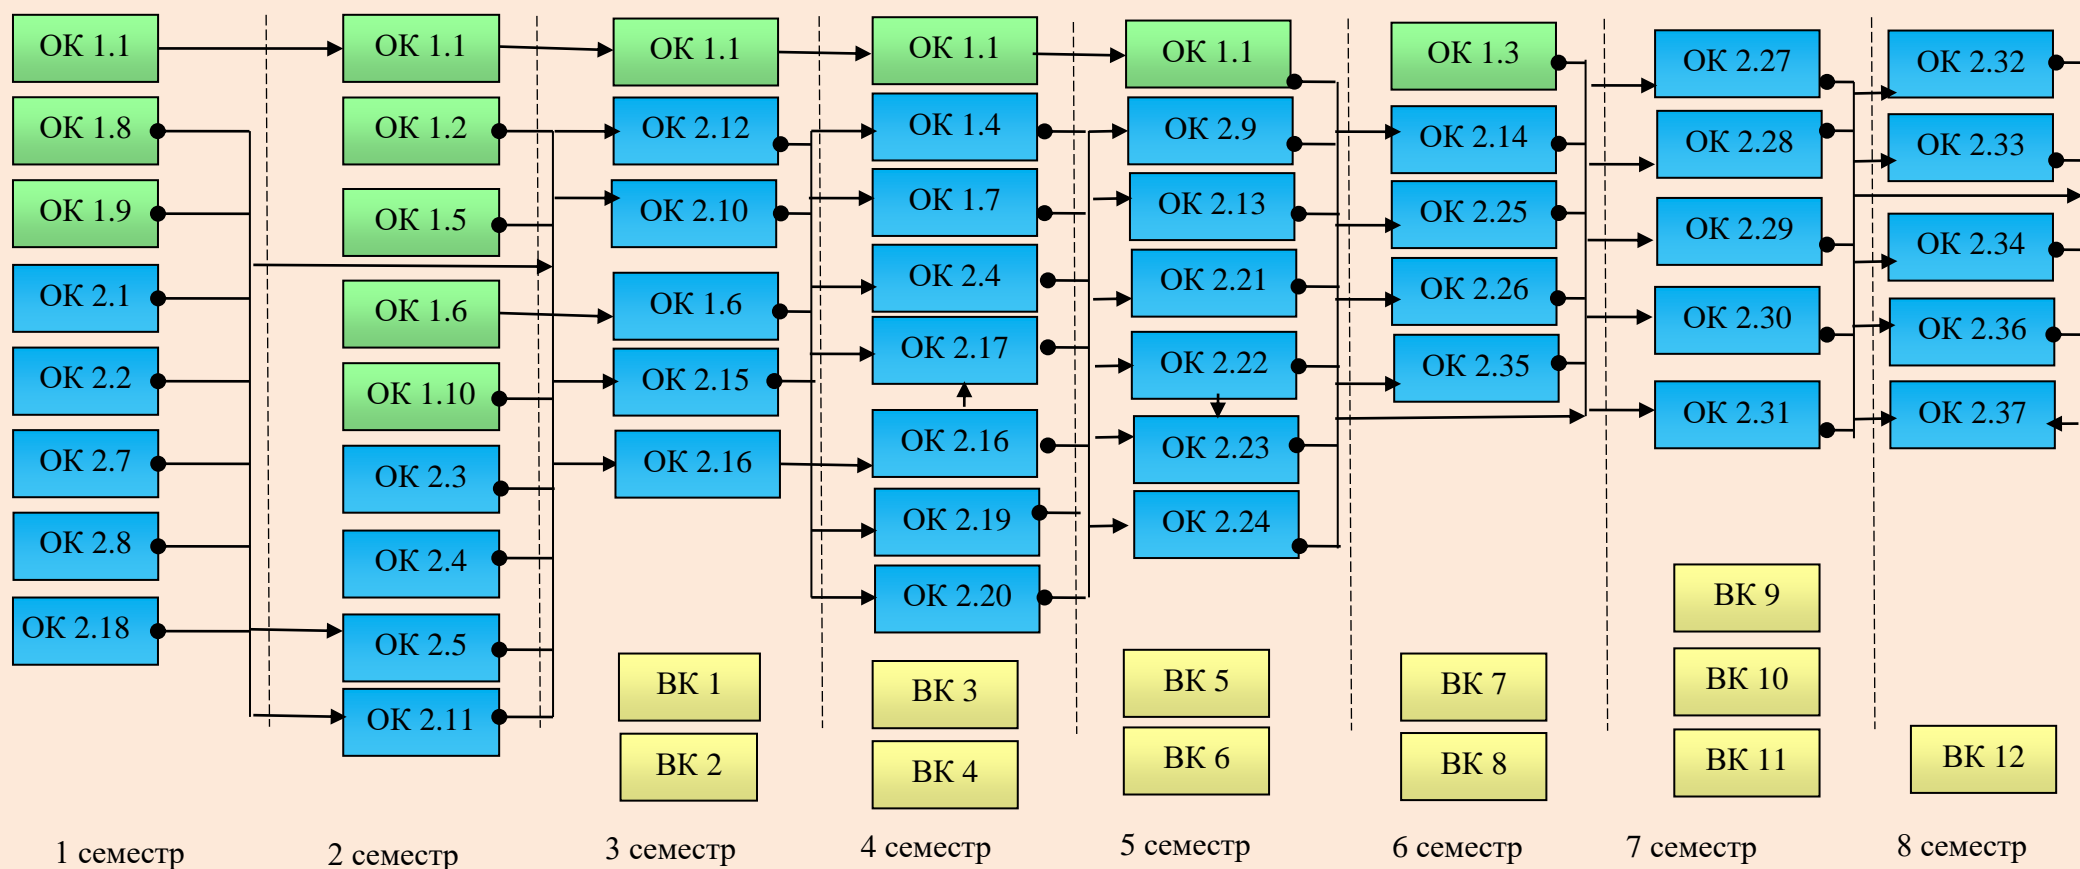 ОК 1.1
ОК 1.8
ОК 1.9
ОК 2.1
ОК 2.2
ОК 2.7
ОК 2.8
ОК 2.18
1 семестр
ОК 1.1
ОК 1.2
ОК 1.5
ОК 1.6
ОК 1.10
ОК 2.3
ОК 2.4
ОК 2.5
ОК 2.11
2 семестр
ОК 1.1
ОК 2.12
ОК 2.10
ОК 1.6
ОК 2.15
ОК 2.16
ВК 1
ВК 2
3 семестр
ОК 1.1
ОК 1.4
ОК 1.7
ОК 2.4
ОК 2.17
ОК 2.16
ОК 2.19
ОК 2.20
ВК 3
ВК 4
4 семестр
ОК 1.1
ОК 2.9
ОК 2.13
ОК 2.21
ОК 2.22
ОК 2.23
ОК 2.24
ВК 5
ВК 6
5 семестр
ОК 1.3
ОК 2.14
ОК 2.25
ОК 2.26
ОК 2.35
ВК 7
ВК 8
6 семестр
ОК 2.27
ОК 2.28
ОК 2.29
ОК 2.30
ОК 2.31
ВК 9
ВК 10
ВК 11
7 семестр
ОК 2.32
ОК 2.33
ОК 2.34
ОК 2.36
ОК 2.37
ВК 12
8 семестр